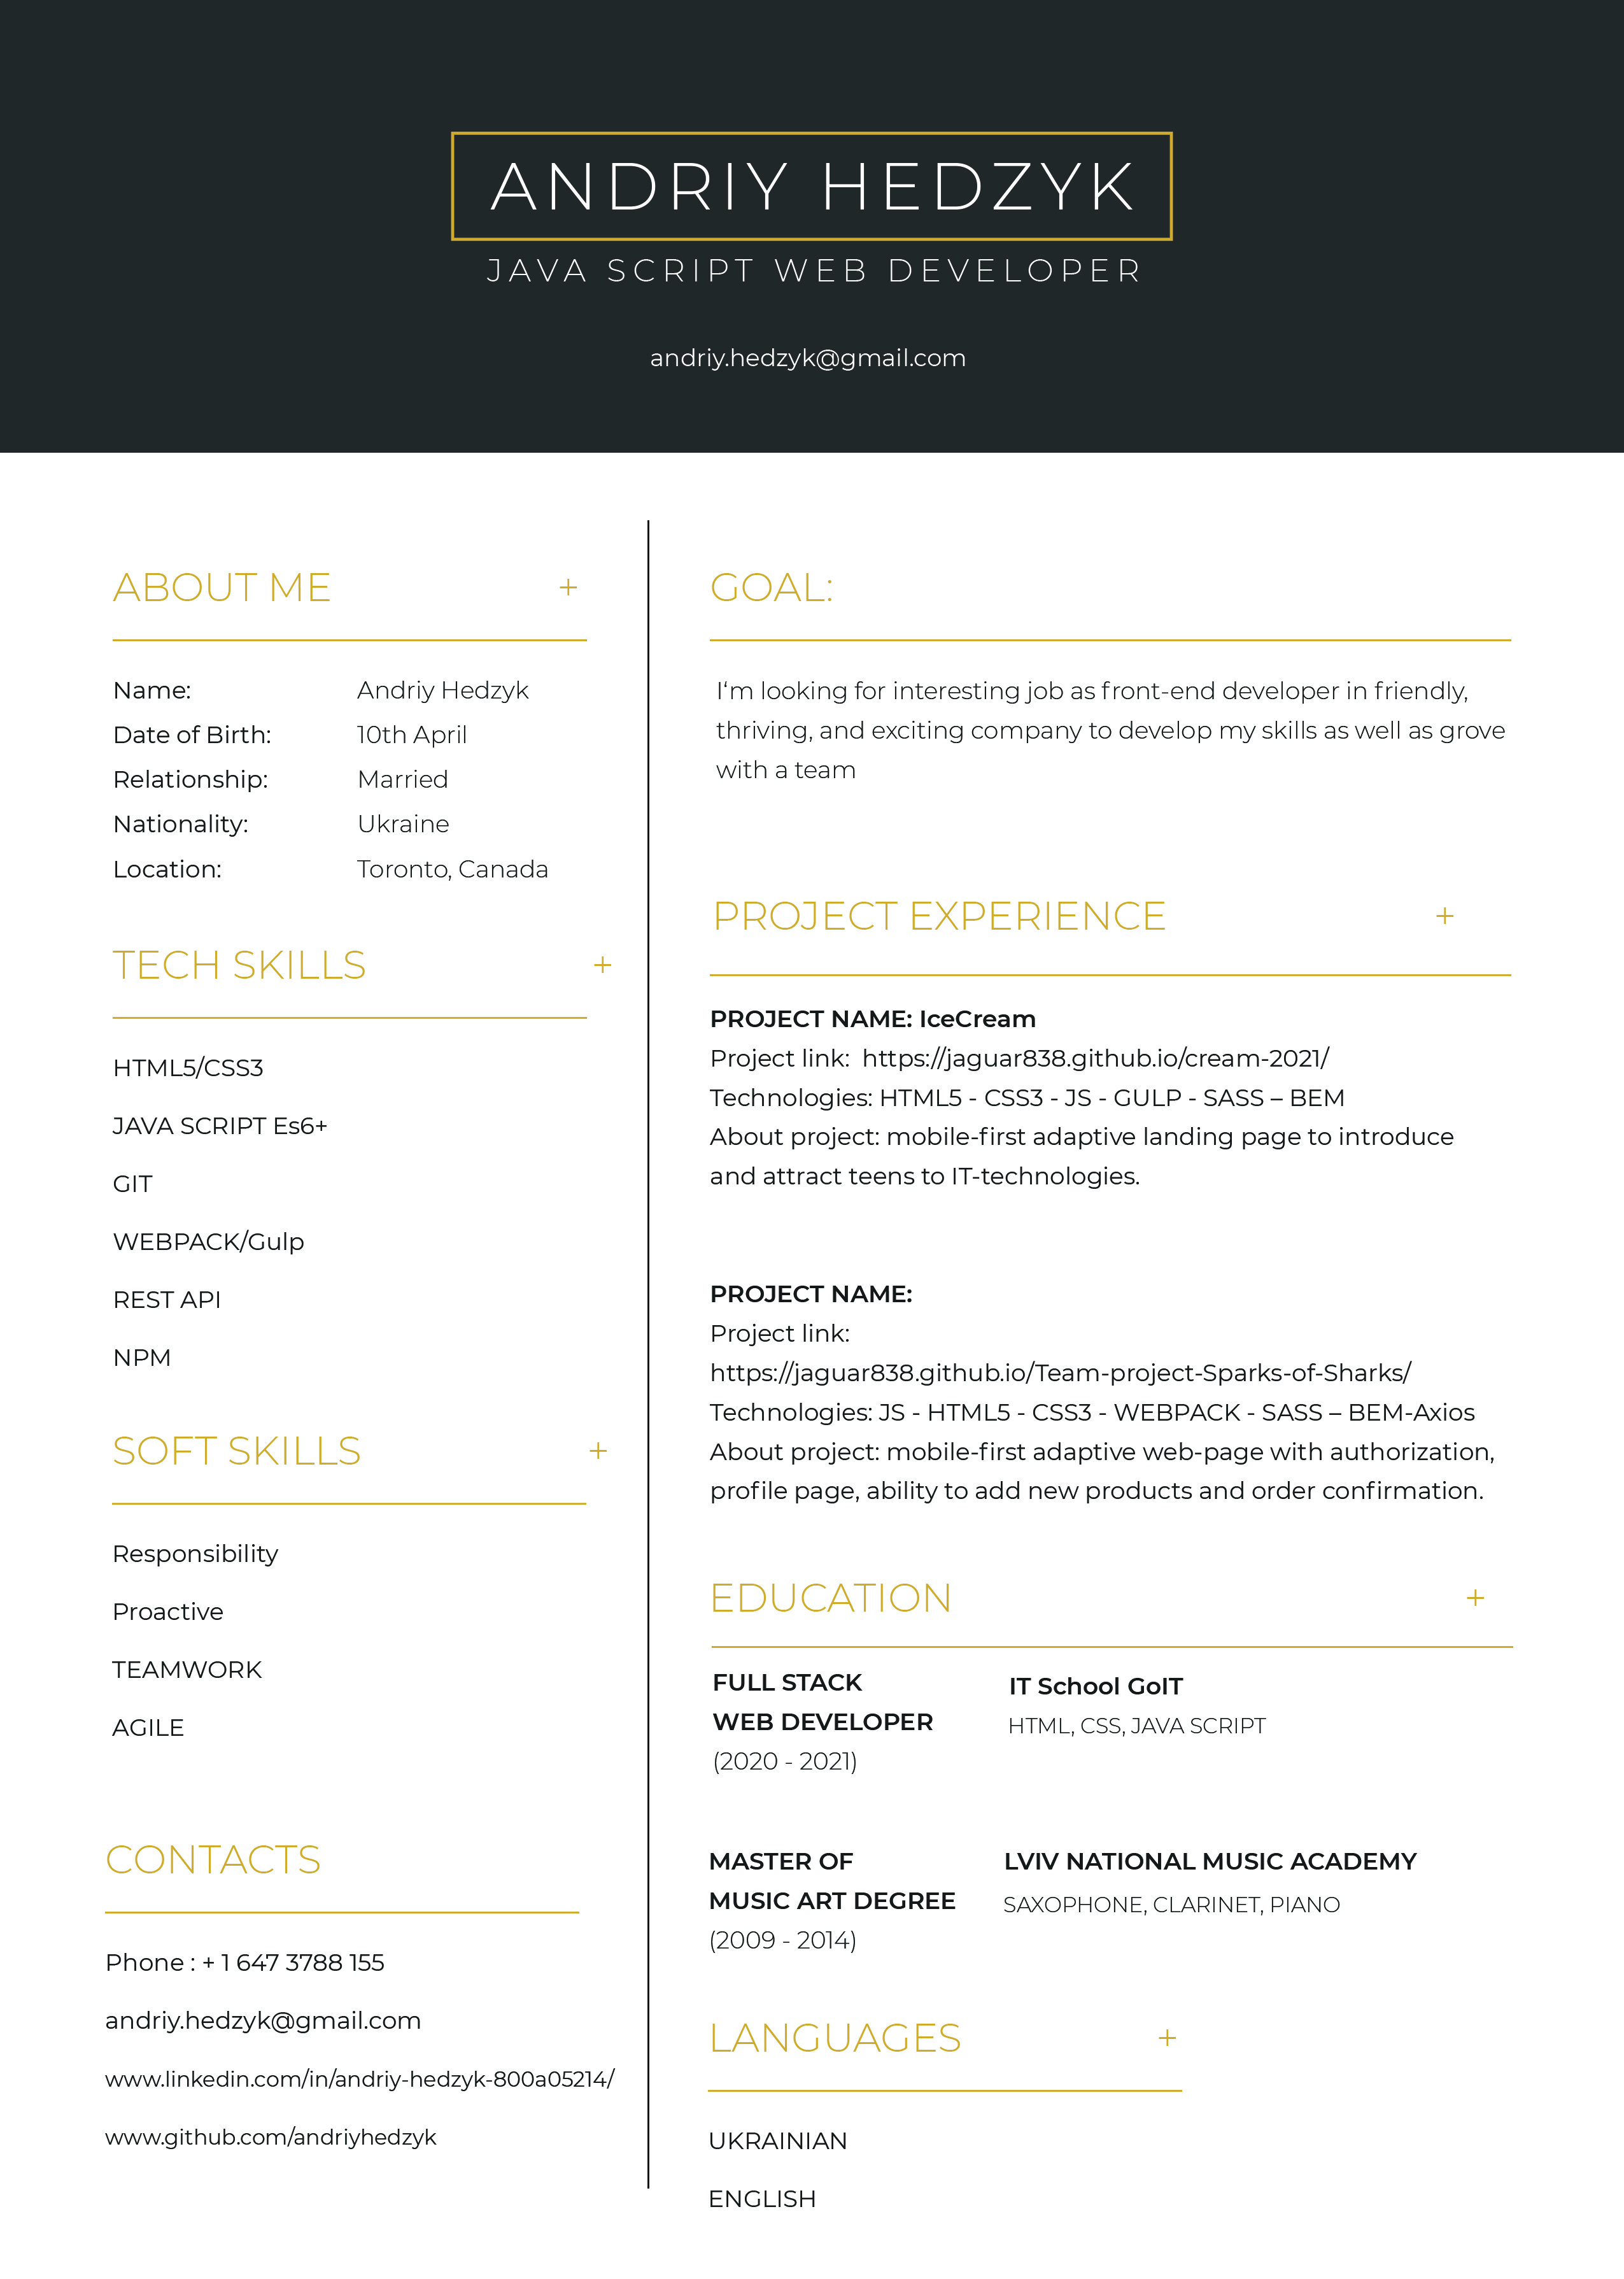 ANDRIY HEDZYK
JAVA SCRIPT WEB DEVELOPER
andriy.hedzyk@gmail.com
ABOUT ME +
Name: Andriy Hedzyk
Date of Birth: 10th April
Relationship: Married
Nationality: Ukraine
Location: Toronto, Canada
TECH SKILLS +
HTML5/CSS3
JAVA SCRIPT Es6+
GIT
WEBPACK/Gulp
REST API
NPM
SOFT SKILLS +
Responsibility
Proactive
TEAMWORK
AGILE
CONTACTS
Phone : + 1 647 3788 155
andriy.hedzyk@gmail.com
www.linkedin.com/in/andriy-hedzyk-800a05214/
www.github.com/andriyhedzyk
GOAL:
I‘m looking for interesting job as front-end developer in friendly,
thriving, and exciting company to develop my skills as well as grove
with a team
PROJECT EXPERIENCE +
PROJECT NAME: IceCream
Project link:  https://jaguar838.github.io/cream-2021/
Technologies: HTML5 - CSS3 - JS - GULP - SASS – BEM
About project: mobile-first adaptive landing page to introduce
and attract teens to IT-technologies.
PROJECT NAME:
Project link:
https://jaguar838.github.io/Team-project-Sparks-of-Sharks/
Technologies: JS - HTML5 - CSS3 - WEBPACK - SASS – BEM-Axios
About project: mobile-first adaptive web-page with authorization,
profile page, ability to add new products and order confirmation.
EDUCATION +
FULL STACK
WEB DEVELOPER
(2020 - 2021)
IT School GoIT
HTML, CSS, JAVA SCRIPT
MASTER OF
MUSIC ART DEGREE
(2009 - 2014)
LVIV NATIONAL MUSIC ACADEMY
SAXOPHONE, CLARINET, PIANO
LANGUAGES +
UKRAINIAN
ENGLISH